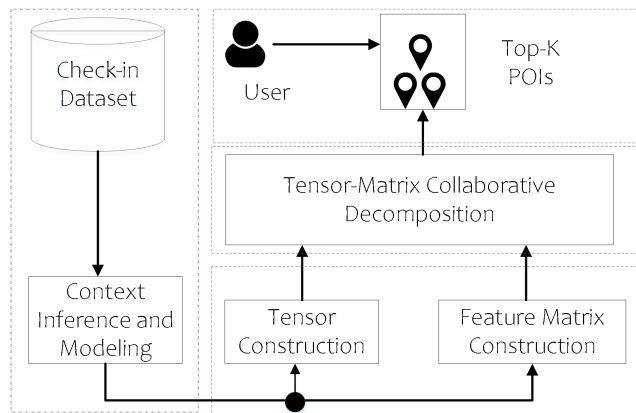 Check-in
Dataset
User
Top-K
POIs
Tensor-Matrix Collaborative
Decomposition
Context
Inference and
Modeling
Tensor
Construction
Feature Matrix
Construction